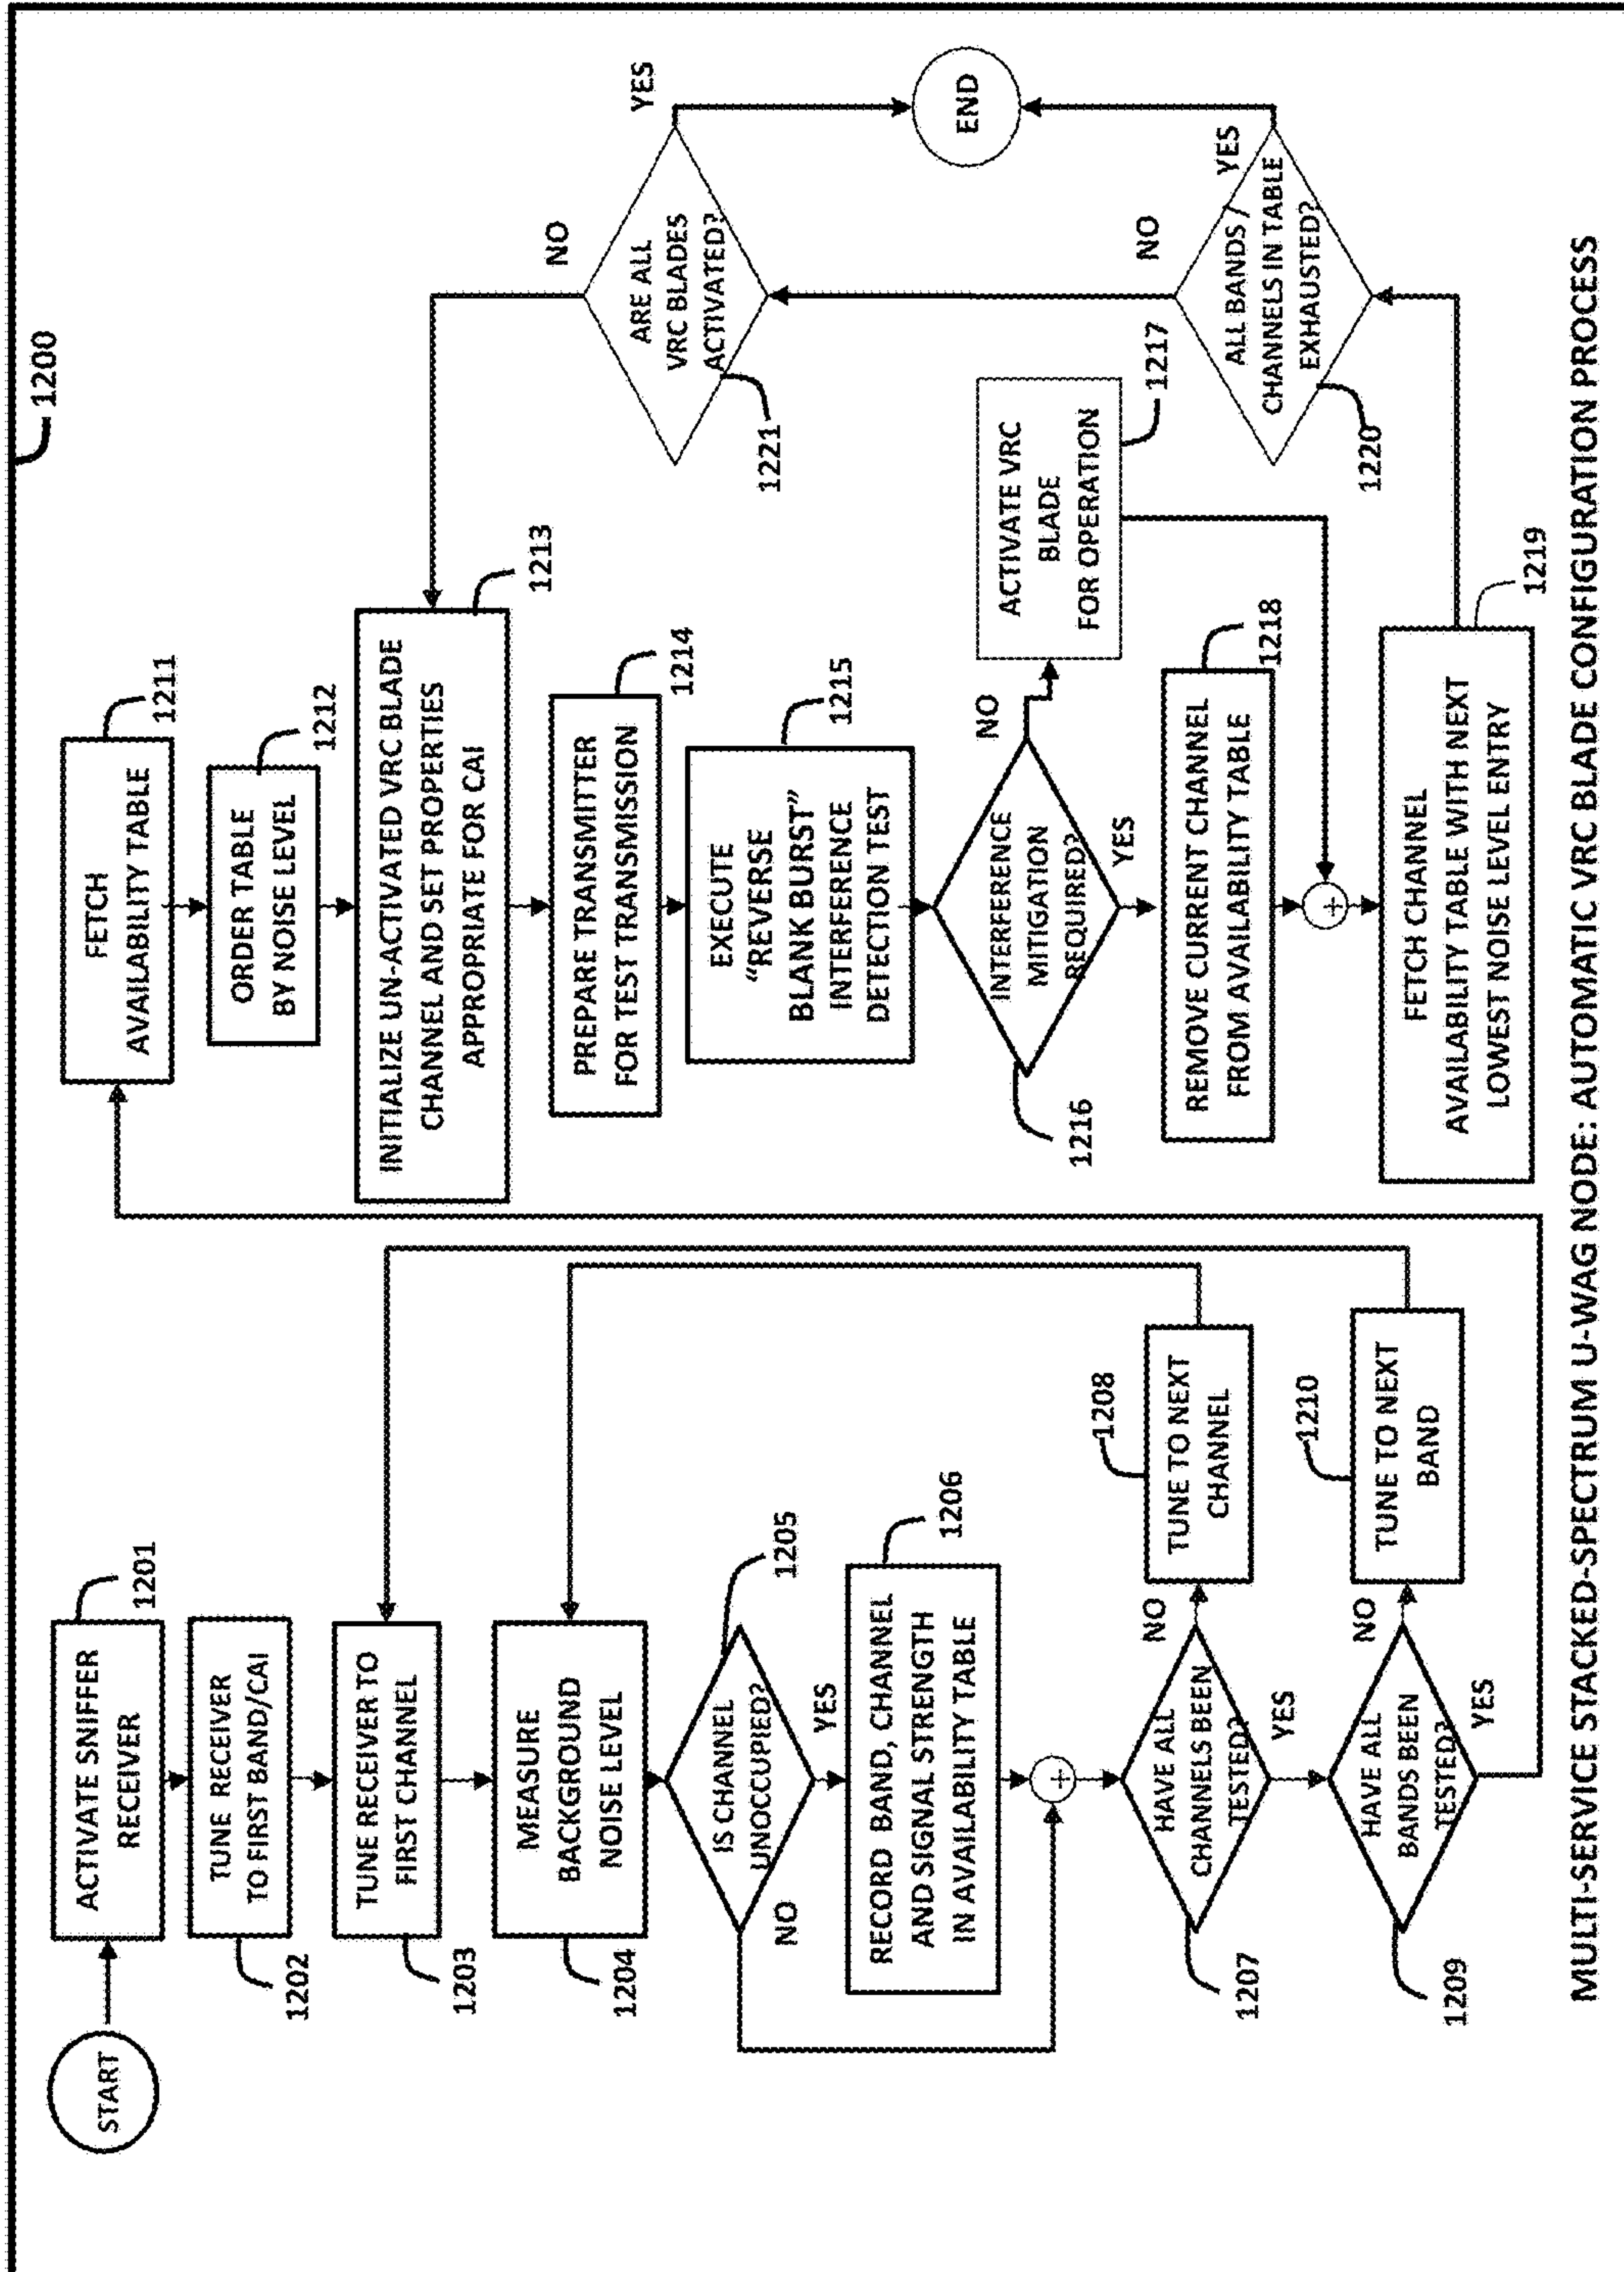 1200
START
ACTIVATE SNIFFER
RECEIVER
1201
TUNE RECEIVER
TO FIRST BAND/CAI
1202
TUNE RECEIVER TO
FIRST CHANNEL
1203
MEASURE
BACKGROUND
NOISE LEVEL
1204
IS CHANNEL
UNOCCUPIED?
1205
NO
YES
RECORD BAND, CHANNEL
AND SIGNAL STRENGTH
IN AVAILABILITY TABLE
1206
+
HAVE ALL
CHANNELS BEEN
TESTED?
1207
NO
YES
TUNE TO NEXT
CHANNEL
1208
HAVE ALL
BANDS BEEN
TESTED?
1209
NO
YES
TUNE TO NEXT
BAND
1210
FETCH
AVAILABILITY TABLE
1211
ORDER TABLE
BY NOISE LEVEL
1212
INITIALIZE UN-ACTIVATED VRC BLADE
CHANNEL AND SET PROPERTIES
APPROPRIATE FOR CAI
1213
PREPARE TRANSMITTER
FOR TEST TRANSMISSION
1214
EXECUTE
“REVERSE
BLANK BURST”
INTERFERENCE
DETECTION TEST
1215
INTERFERENCE
MITIGATION
REQUIRED?
1216
NO
YES
ACTIVATE VRC
BLADE
FOR OPERATION
1217
REMOVE CURRENT CHANNEL
FROM AVAILABILITY TABLE
1218
+
FETCH CHANNEL
AVAILABILITY TABLE WITH NEXT
LOWEST NOISE LEVEL ENTRY
1219
ALL BANDS /
CHANNELS IN TABLE
EXHAUSTED?
1220
NO
YES
ARE ALL
VRC BLADES
ACTIVATED?
1221
NO
YES
END
MULTI-SERVICE STACKED-SPECTRUM U-WAG NODE: AUTOMATIC VRC BLADE CONFIGURATION PROCESS